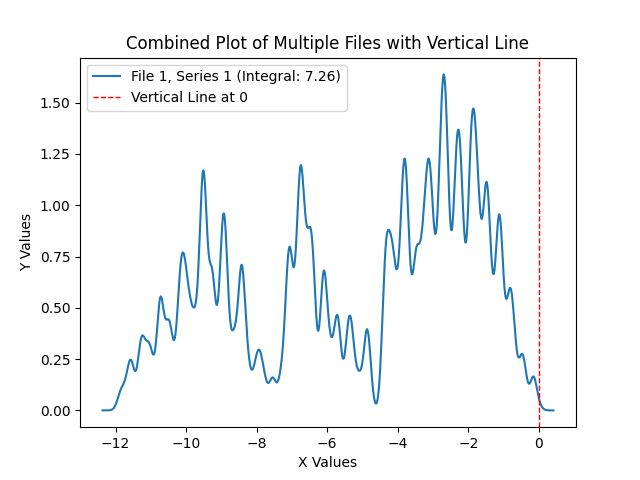 Combined Plot of Multiple Files with Vertical Line
File 1, Series 1 (Integral: 7.26)
Vertical Line at 0
1.50
1.25
1.00
0.75
0.50
0.25
0.00
Y Values
−12 −10 −8 −6 −4 −2 0
X Values